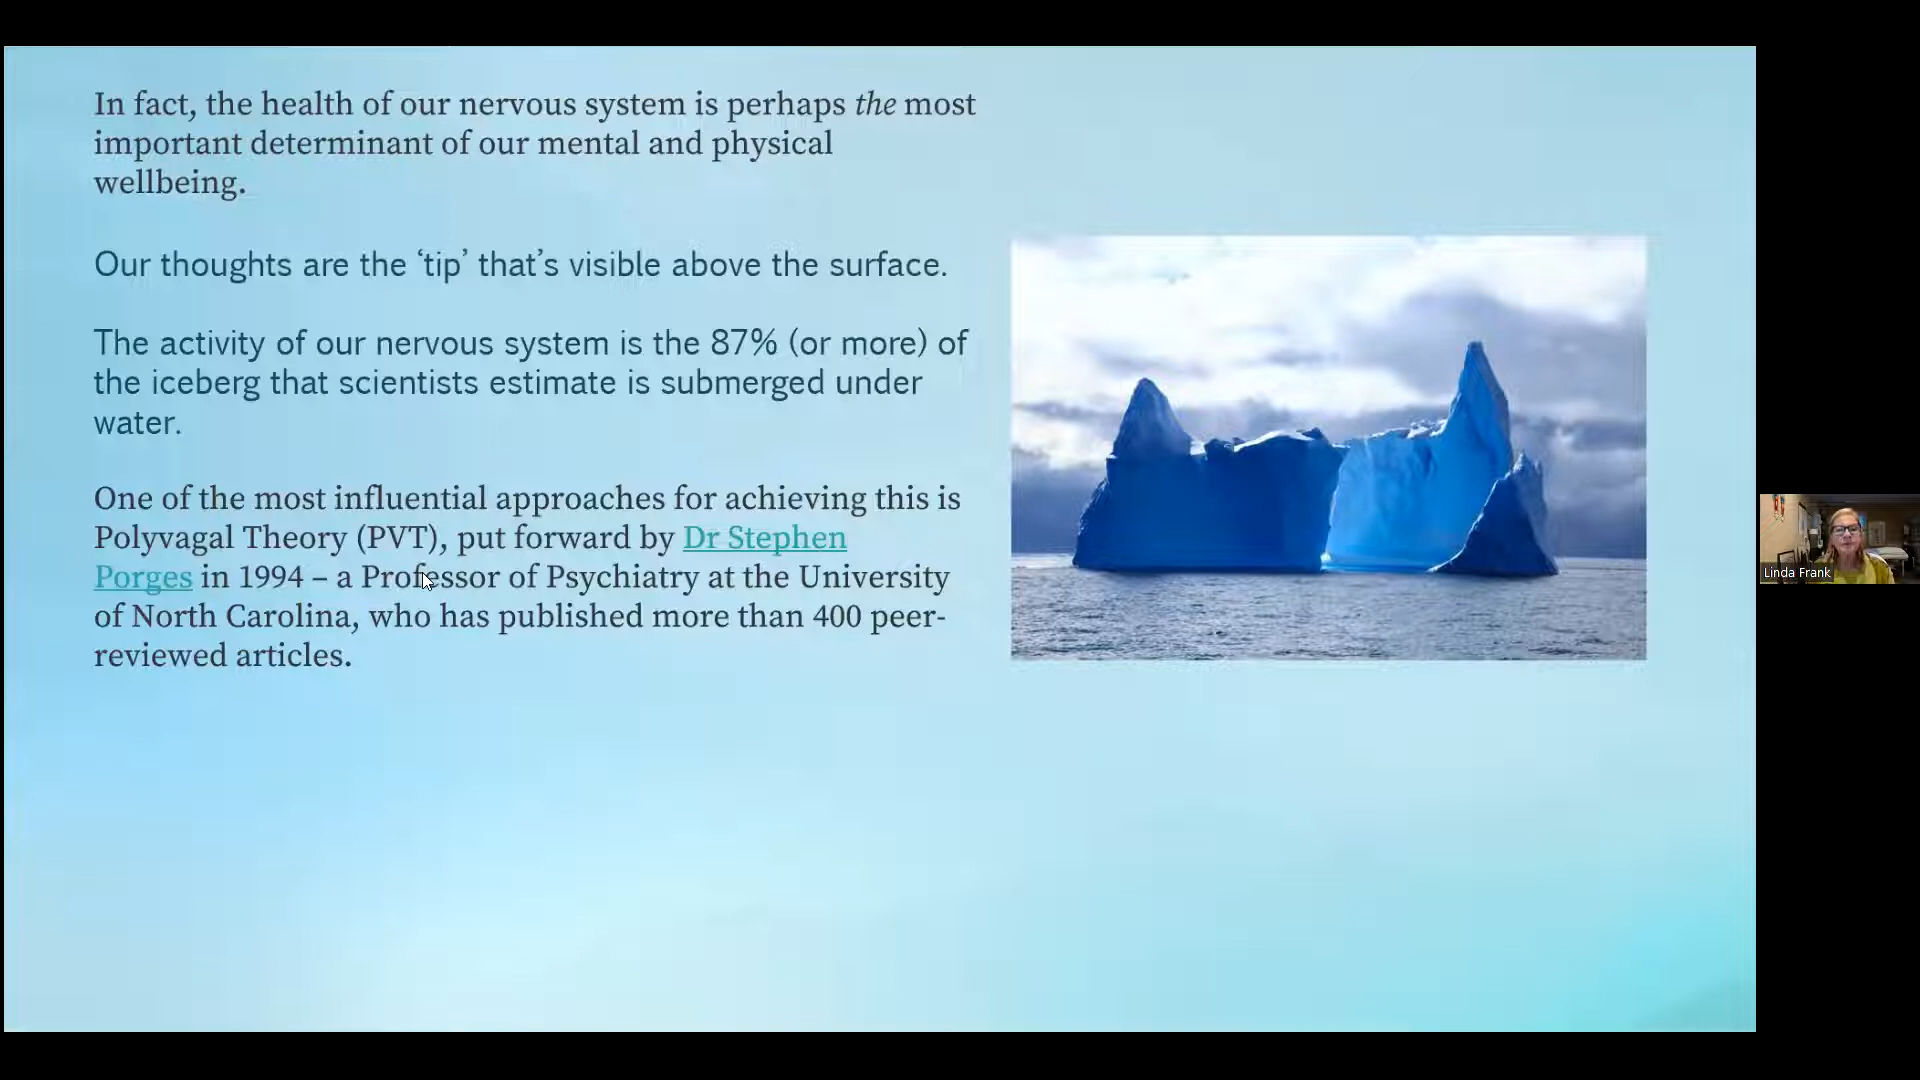 In fact, the health of our nervous system is perhaps the most
important determinant of our mental and physical
wellbeing.
Our thoughts are the ‘tip’ that’s visible above the surface.
The activity of our nervous system is the 87% (or more) of
the iceberg that scientists estimate is submerged under
water.
One of the most influential approaches for achieving this is
Polyvagal Theory (PVT), put forward by Dr Stephen
Porges in 1994 – a Professor of Psychiatry at the University
of North Carolina, who has published more than 400 peer-
reviewed articles.
Linda Frank